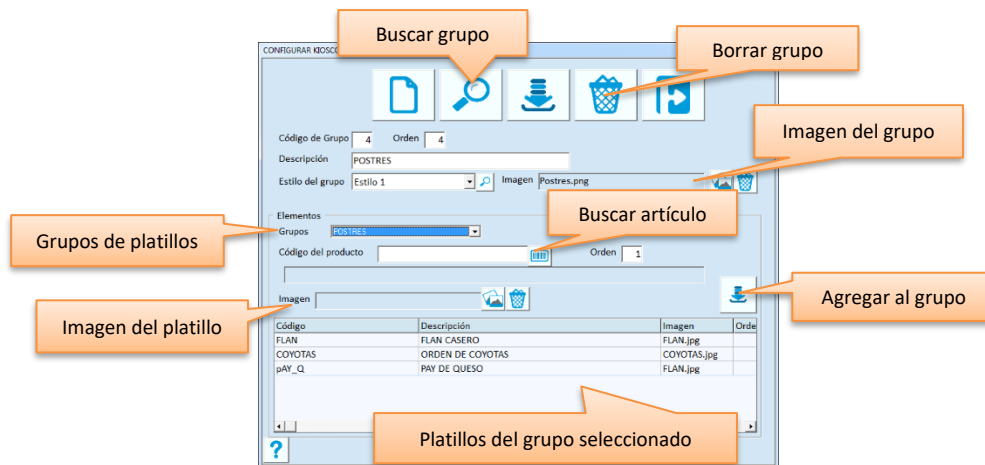 Buscar grupo
CONFIGURAR KIOSCO
Borrar grupo
Código de Grupo 4 Orden 4
Imagen del grupo
Descripción POSTRES
Estilo del grupo Estilo 1 Imagen Postres.png
Elementos
Buscar artículo
Grupos POSTRES
Grupos de platillos
Código del producto Orden 1
Imagen
Agregar al grupo
Imagen del platillo
Código Descripción Imagen Orde
FLAN FLAN CASERO FLAN.jpg
COYOTAS ORDEN DE COYOTAS COYOTAS.jpg
pAY_Q PAY DE QUESO FLAN.jpg
Platillos del grupo seleccionado
?